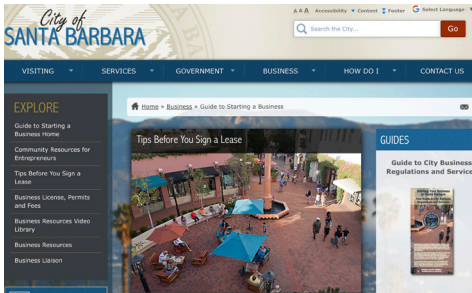 City of
SANTA BARBARA
A A A Accessibility Content Footer Select Language
Search the City...
Go
VISITING SERVICES GOVERNMENT BUSINESS HOW DO I CONTACT US
EXPLORE
Guide to Starting a
Business Home
Community Resources for
Entrepreneurs
Tips Before You Sign a
Lease
Business License, Permits
and Fees
Business Resources Video
Library
Business Resources
Business Liaison
Home » Business » Guide to Starting a Business
Tips Before You Sign a Lease
GUIDES
Guide to City Business
Regulations and Service